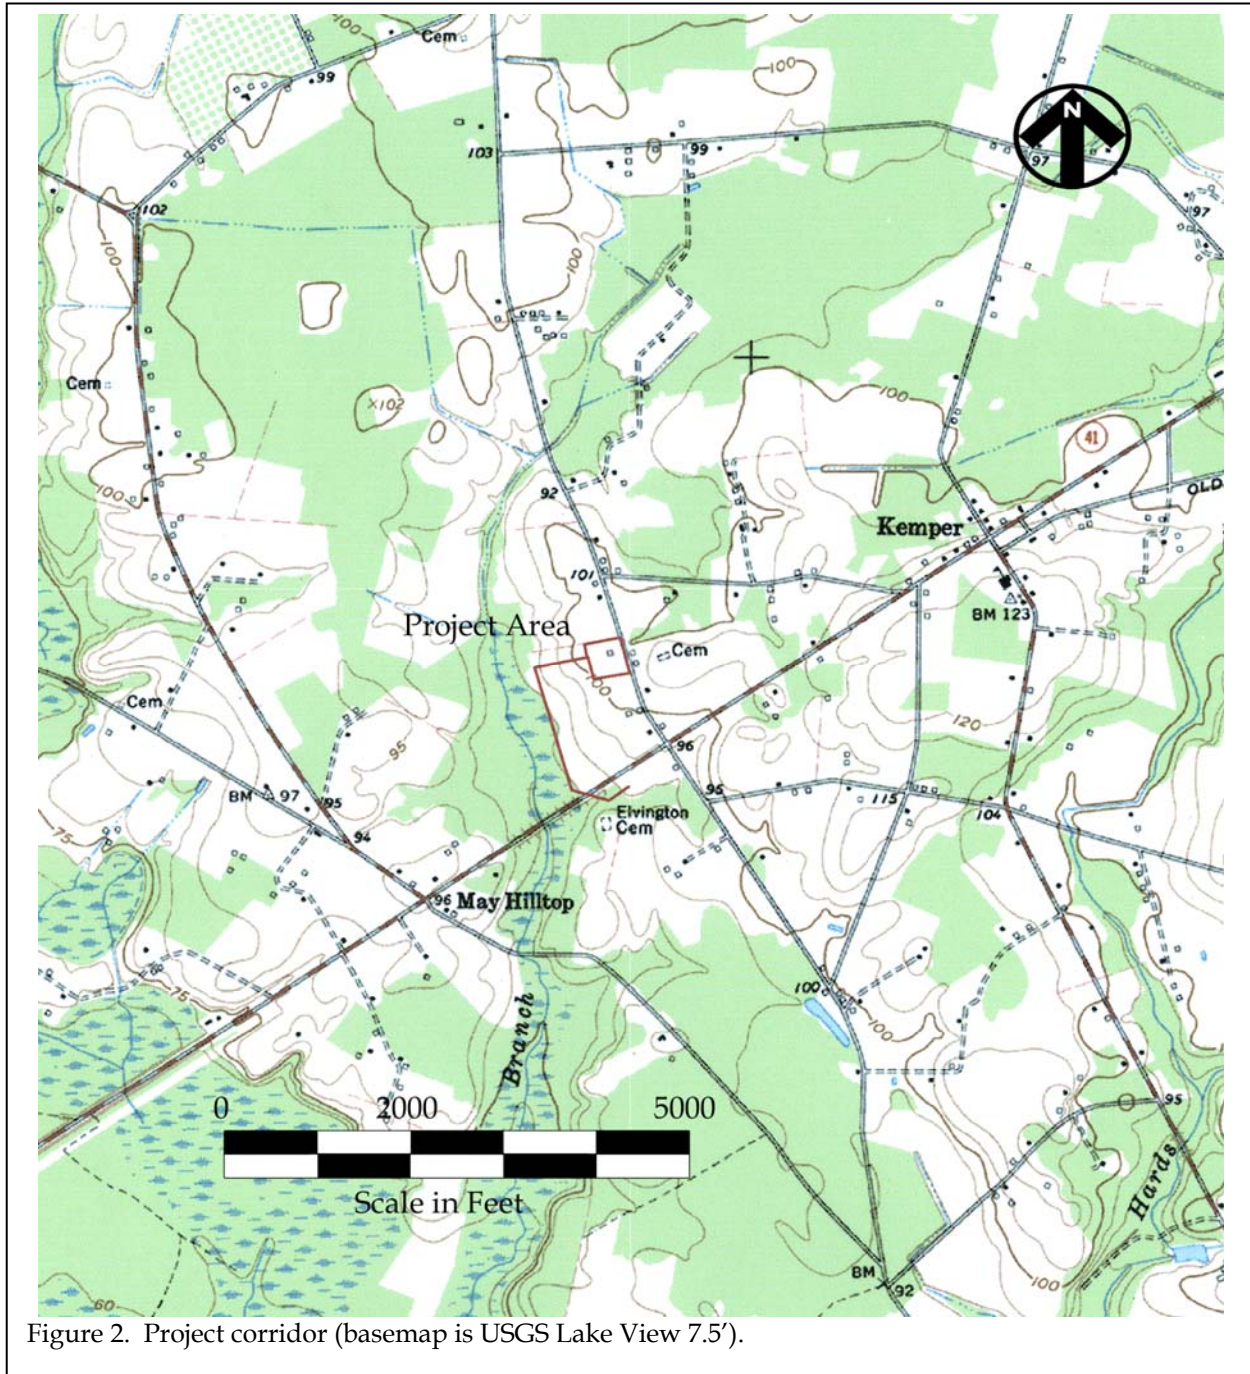 100
Cem
99
100
N
103
99
97
97
102
100
100
Cem
×102
100
41
100
92
OLD
Kemper
101
BM 123
Project Area
Cem
100
Cem
120
95
96
BM 97
95
95
115
104
94
Elvington
Cem
75
96
May Hilltop
75
100
100
Branch
0 2000 5000
95
Scale in Feet
Hards
BM
92
100
60
Figure 2. Project corridor (basemap is USGS Lake View 7.5').